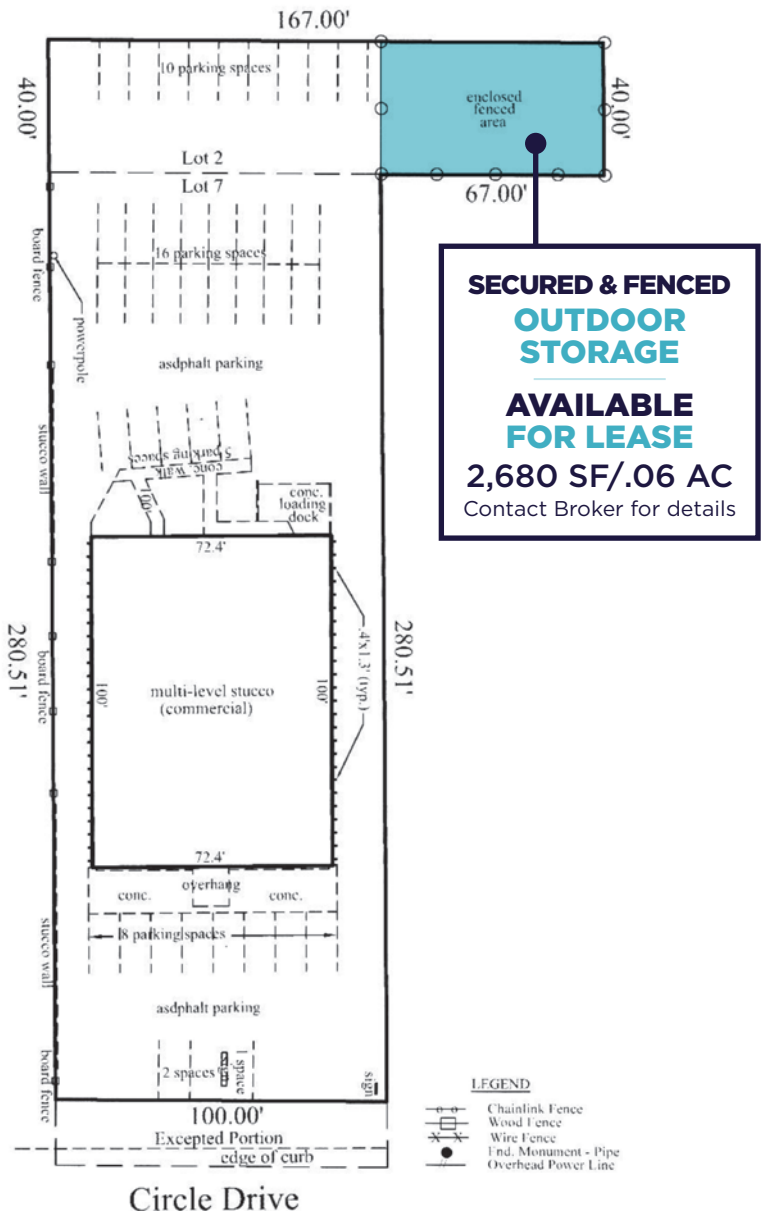 167.00'
10 parking spaces
40.00'
enclosed
fenced
area
40.00'
Lot 2
Lot 7
67.00'
board fence
16 parking spaces
powerpole
asdphalt parking
SECURED & FENCED
OUTDOOR
STORAGE
AVAILABLE
FOR LEASE
2,680 SF/.06 AC
Contact Broker for details
stucco wall
5 parking spaces
conc. walk
100'
conc.
loading
dock
72.4'
280.51'
board fence
100'
multi-level stucco
(commercial)
100'
.4'x1.3' (typ.)
280.51'
72.4'
overhang
conc.
conc.
8 parking spaces
stucco wall
asdphalt parking
board fence
2 spaces
1 space
sign
100.00'
Excepted Portion
edge of curb
Circle Drive
LEGEND
Chainlink Fence
Wood Fence
Wire Fence
Fnd. Monument - Pipe
Overhead Power Line